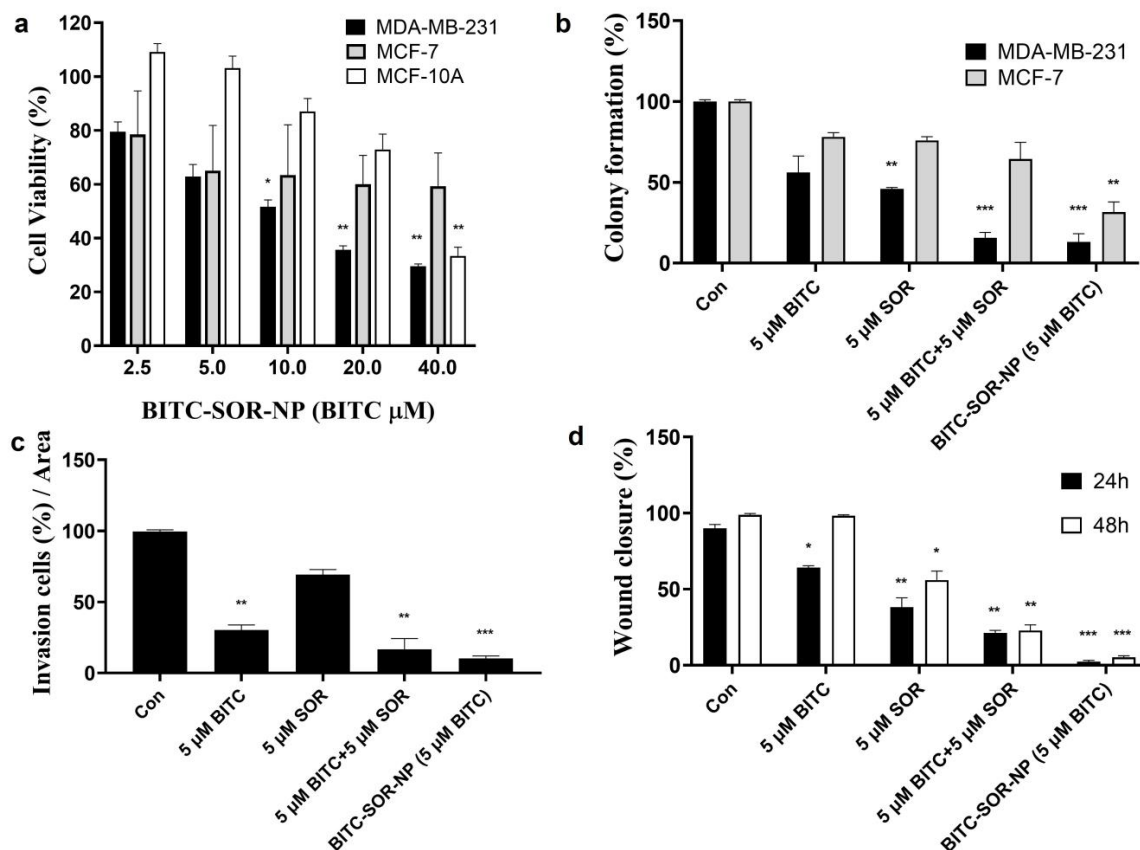 a
120
100
80
60
40
20
0
Cell Viability (%)
MDA-MB-231
MCF-7
MCF-10A
*
**
**
**
2.5 5.0 10.0 20.0 40.0
BITC-SOR-NP (BITC µM)
b
150
100
50
0
Colony formation (%)
MDA-MB-231
MCF-7
**
***
***
**
Con
5 µM BITC
5 µM SOR
5 µM BITC+5 µM SOR
BITC-SOR-NP (5 µM BITC)
c
150
100
50
0
Invasion cells (%) / Area
**
**
***
Con
5 µM BITC
5 µM SOR
5 µM BITC+5 µM SOR
BITC-SOR-NP (5 µM BITC)
d
150
100
50
0
Wound closure (%)
24h
48h
*
**
*
**
**
***
***
Con
5 µM BITC
5 µM SOR
5 µM BITC+5 µM SOR
BITC-SOR-NP (5 µM BITC)